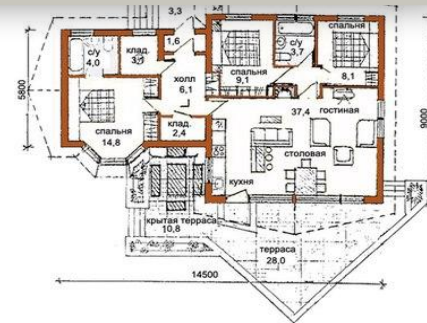 3,3
1,6
с/у
4,0
клад.
3,1
холл
6,1
спальня
9,1
с/у
3,7
спальня
8,1
5800
9000
спальня
14,8
клад.
2,4
37,4
гостиная
столовая
кухня
крытая терраса
10,8
терраса
28,0
14500